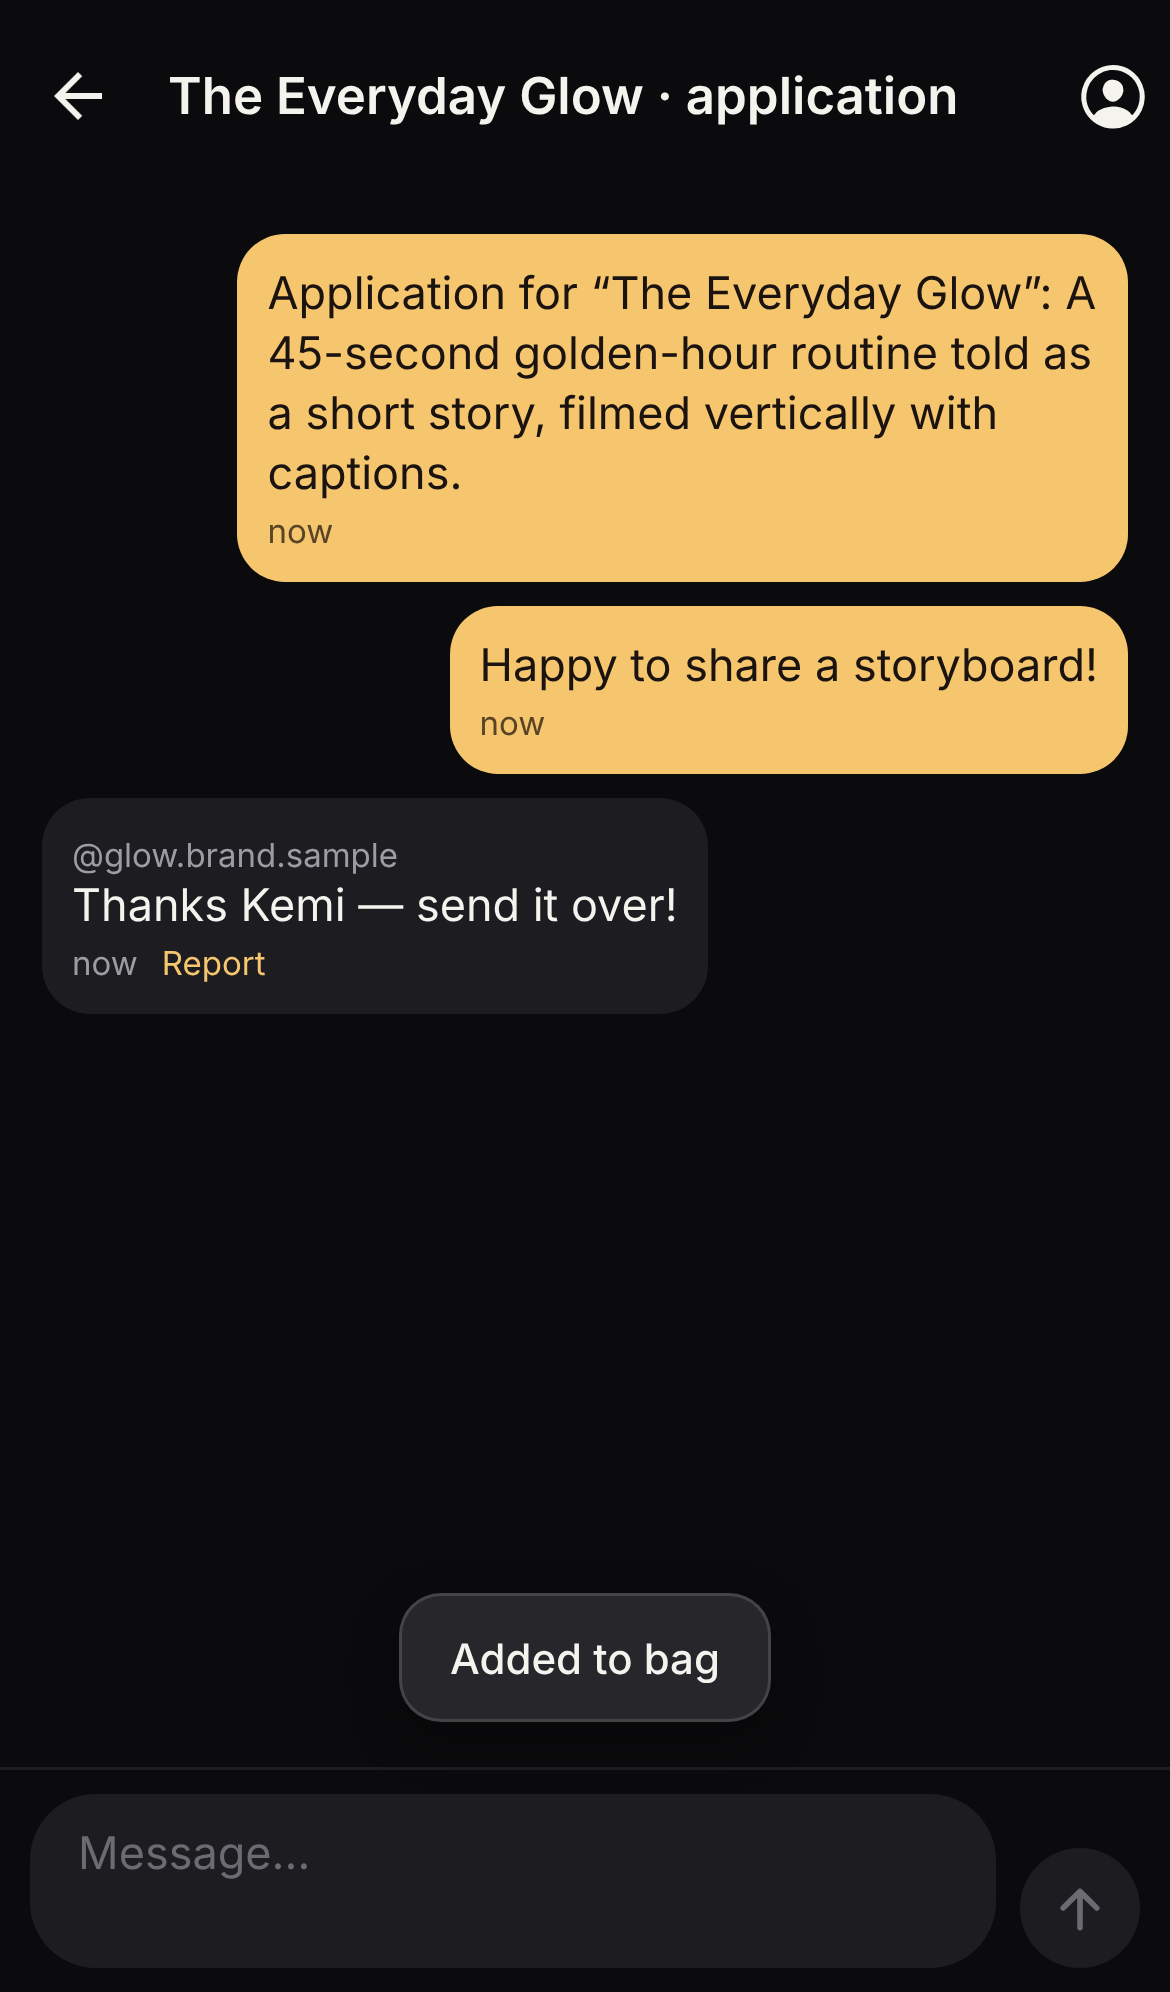 The Everyday Glow · application
Application for “The Everyday Glow”: A
45-second golden-hour routine told as
a short story, filmed vertically with
captions.
now
Happy to share a storyboard!
now
@glow.brand.sample
Thanks Kemi — send it over!
now Report
Added to bag
Message...